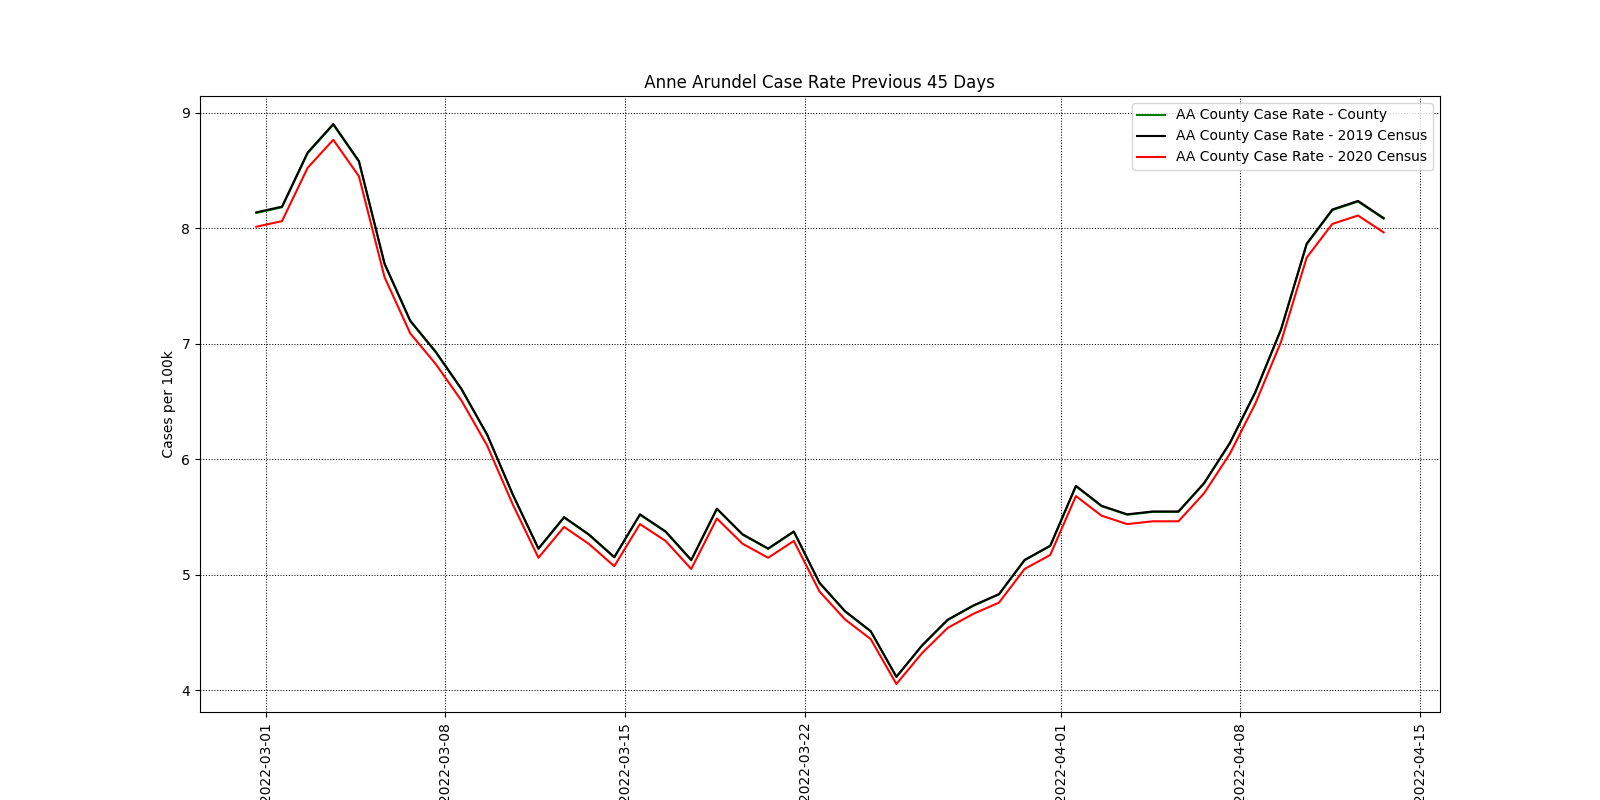 Anne Arundel Case Rate Previous 45 Days
AA County Case Rate - County
AA County Case Rate - 2019 Census
AA County Case Rate - 2020 Census
Cases per 100k
9
8
7
6
5
4
2022-03-01
2022-03-08
2022-03-15
2022-03-22
2022-04-01
2022-04-08
2022-04-15